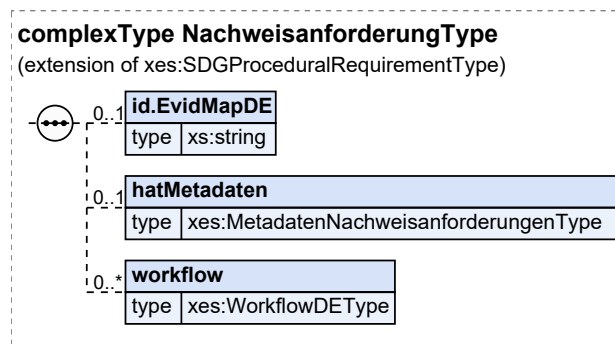 complexType NachweisanforderungType
(extension of xes:SDGProceduralRequirementType)
0..1
id.EvidMapDE
type xs:string
0..1
hatMetadaten
type xes:MetadatenNachweisanforderungenType
0..*
workflow
type xes:WorkflowDEType